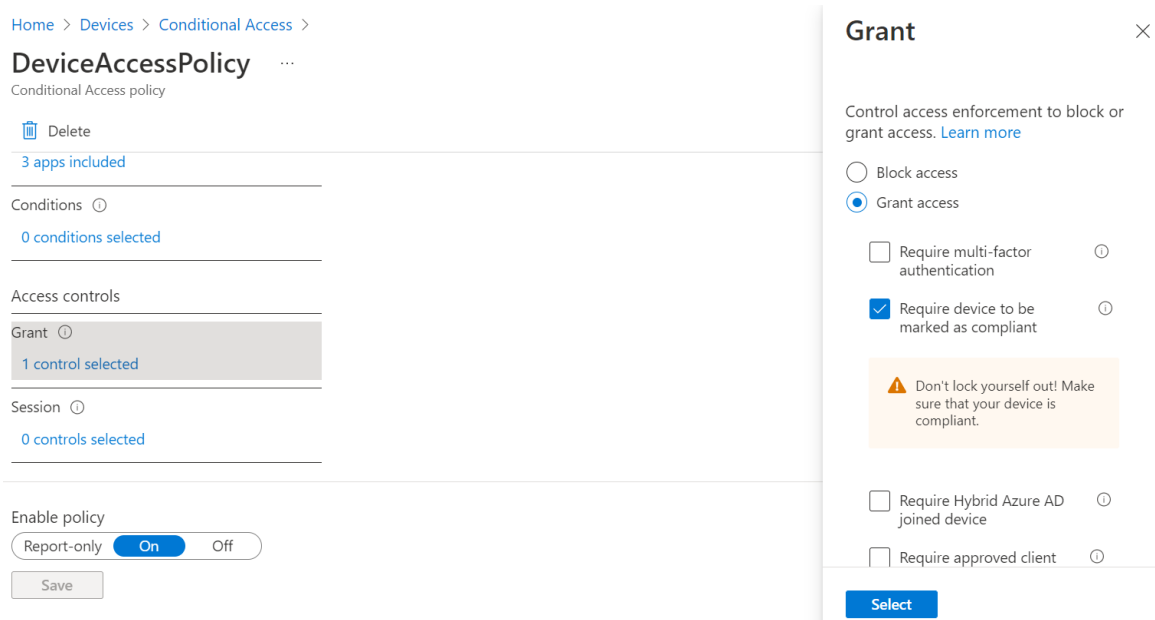 Home > Devices > Conditional Access >
DeviceAccessPolicy ...
Conditional Access policy
Delete
3 apps included
Conditions
0 conditions selected
Access controls
Grant
1 control selected
Session
0 controls selected
Enable policy
Report-only On Off
Save
Grant
Control access enforcement to block or
grant access. Learn more
Block access
Grant access
Require multi-factor
authentication
Require device to be
marked as compliant
Don't lock yourself out! Make
sure that your device is
compliant.
Require Hybrid Azure AD
joined device
Require approved client
Select